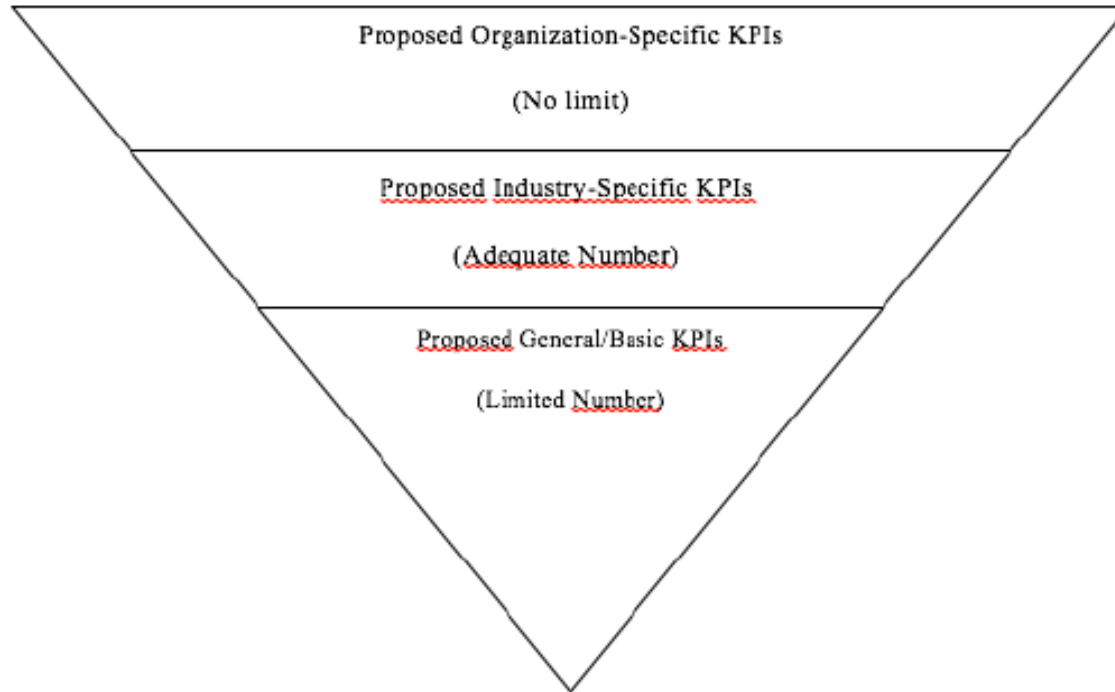 Proposed Organization-Specific KPIs
(No limit)
Proposed Industry-Specific KPIs
(Adequate Number)
Proposed General/Basic KPIs
(Limited Number)